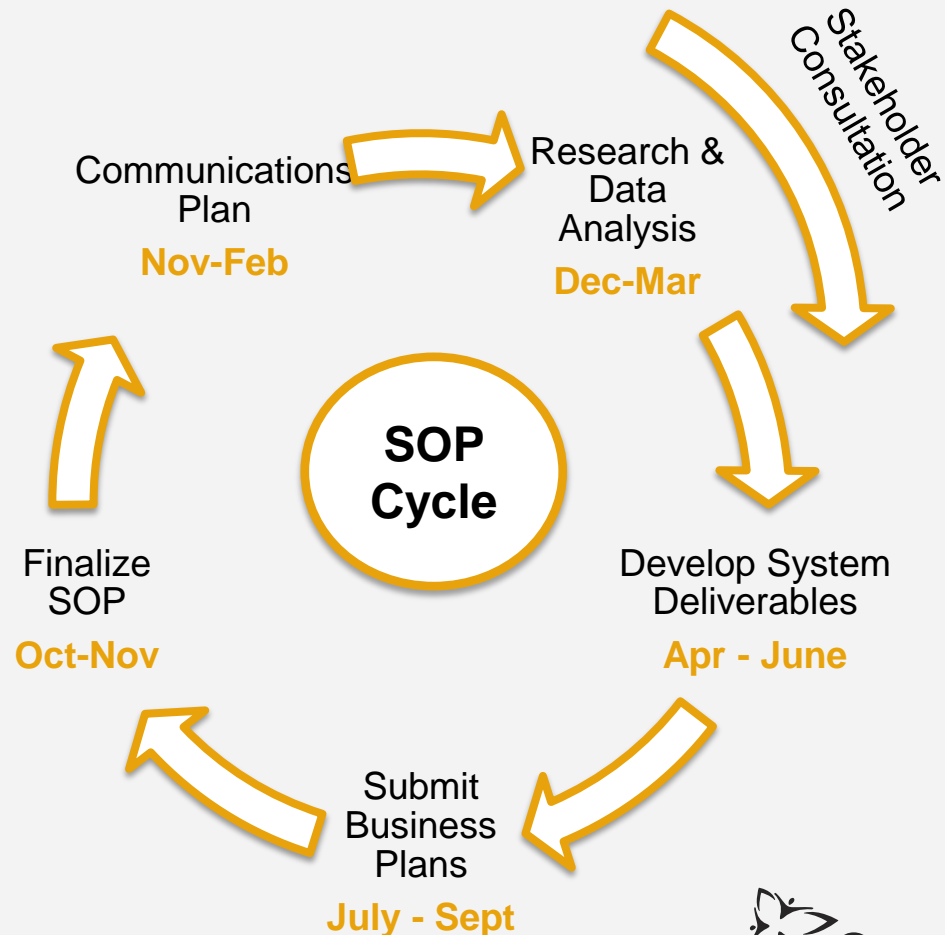 Stakeholder
Consultation
Communications
Plan
Nov-Feb
Research &
Data
Analysis
Dec-Mar
SOP
Cycle
Develop System
Deliverables
Apr - June
Submit
Business
Plans
July - Sept
Finalize
SOP
Oct-Nov